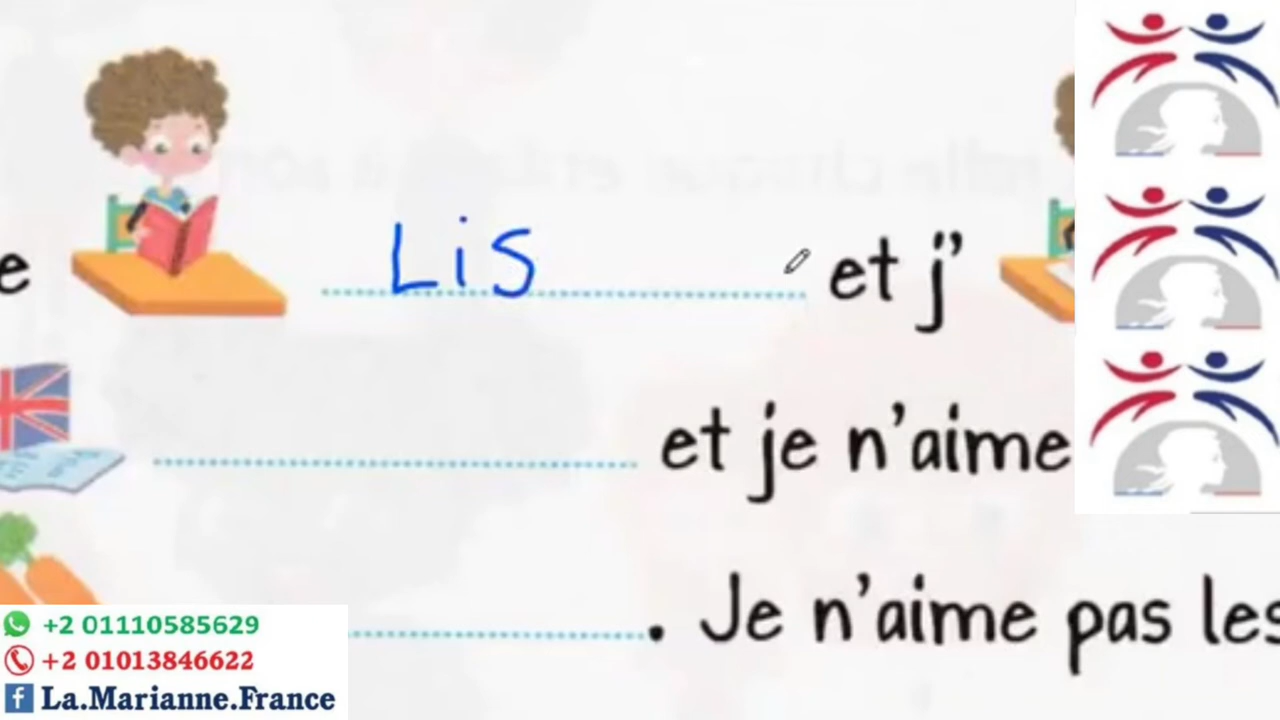 e Lis et j'
et je n'aime
. Je n'aime pas les
+2 01110585629
+2 01013846622
La.Marianne.France